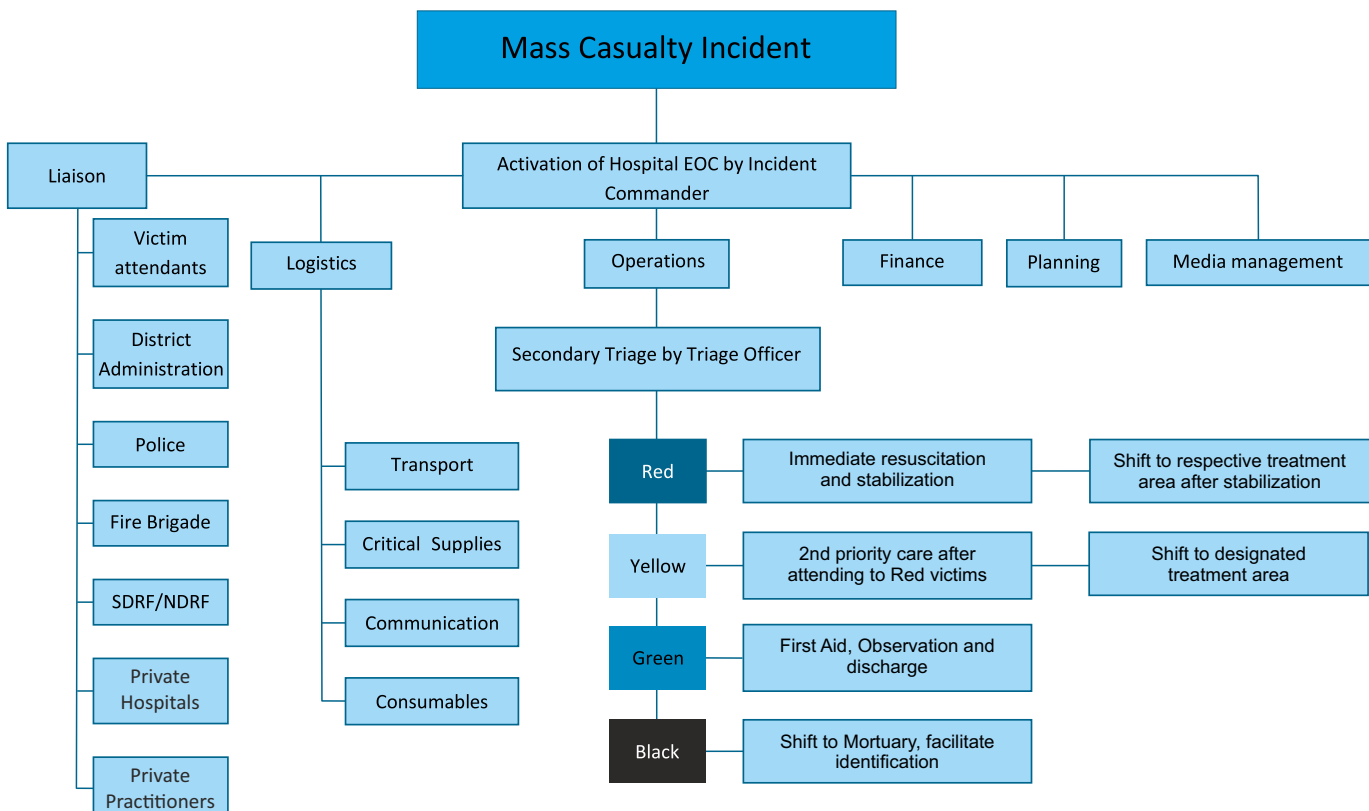 Mass Casualty Incident
Liaison
Activation of Hospital EOC by Incident
Commander
Victim
attendants
Logistics
Operations
Finance
Planning
Media management
District
Administration
Secondary Triage by Triage Officer
Police
Transport
Red
Immediate resuscitation
and stabilization
Shift to respective treatment
area after stabilization
Fire Brigade
Critical Supplies
Yellow
2nd priority care after
attending to Red victims
Shift to designated
treatment area
SDRF/NDRF
Communication
Green
First Aid, Observation and
discharge
Private
Hospitals
Consumables
Black
Shift to Mortuary, facilitate
identification
Private
Practitioners